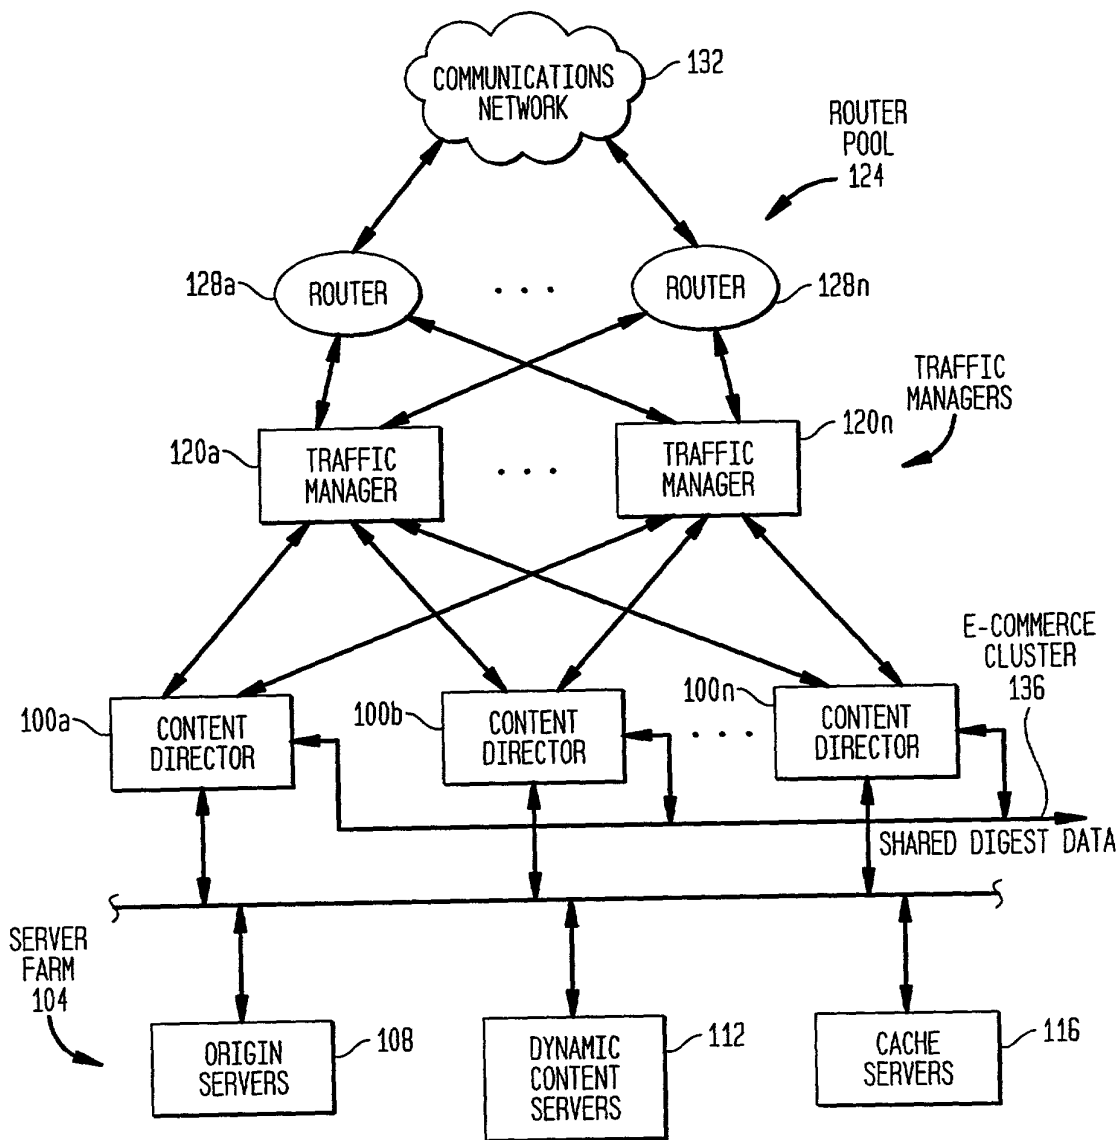 COMMUNICATIONS
NETWORK
132
ROUTER
POOL
124
128a
ROUTER
ROUTER
128n
TRAFFIC
MANAGERS
120a
TRAFFIC
MANAGER
TRAFFIC
MANAGER
120n
E-COMMERCE
CLUSTER
136
100a
CONTENT
DIRECTOR
100b
CONTENT
DIRECTOR
100n
CONTENT
DIRECTOR
SHARED DIGEST DATA
SERVER
FARM
104
ORIGIN
SERVERS
108
DYNAMIC
CONTENT
SERVERS
112
CACHE
SERVERS
116